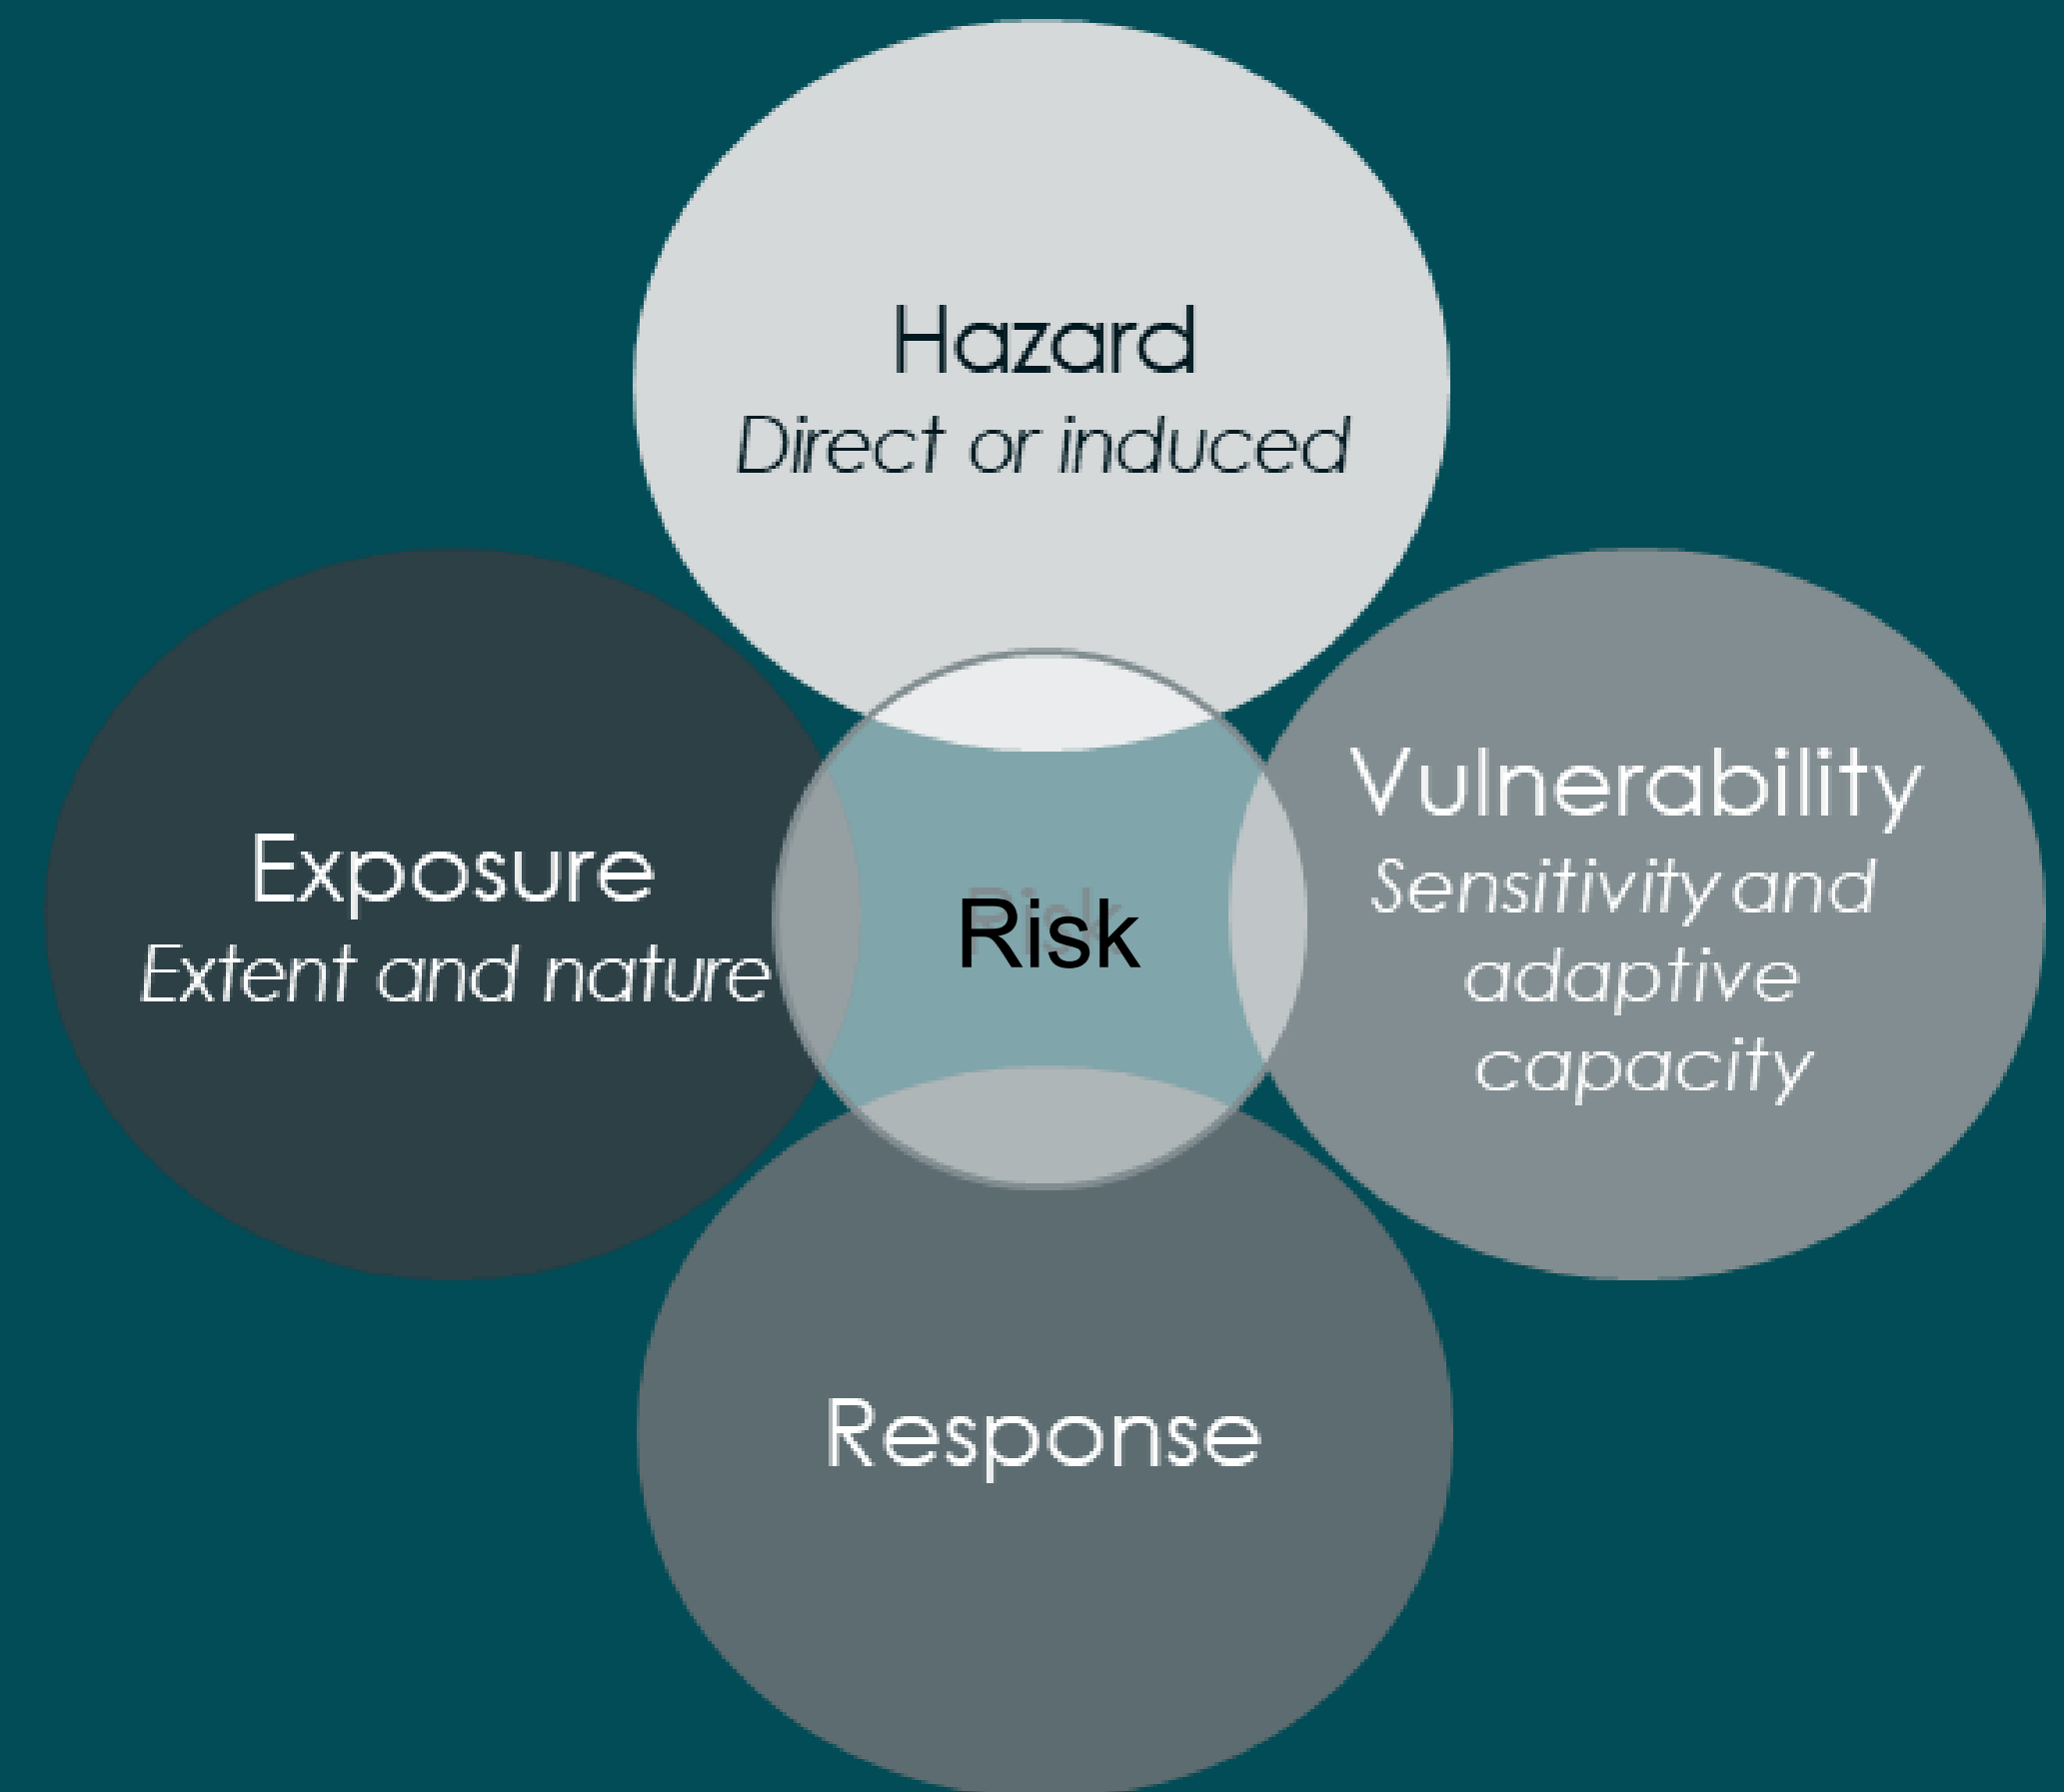 Hazard
Direct or induced
Exposure
Extent and nature
Risk
Vulnerability
Sensitivity and
adaptive
capacity
Response